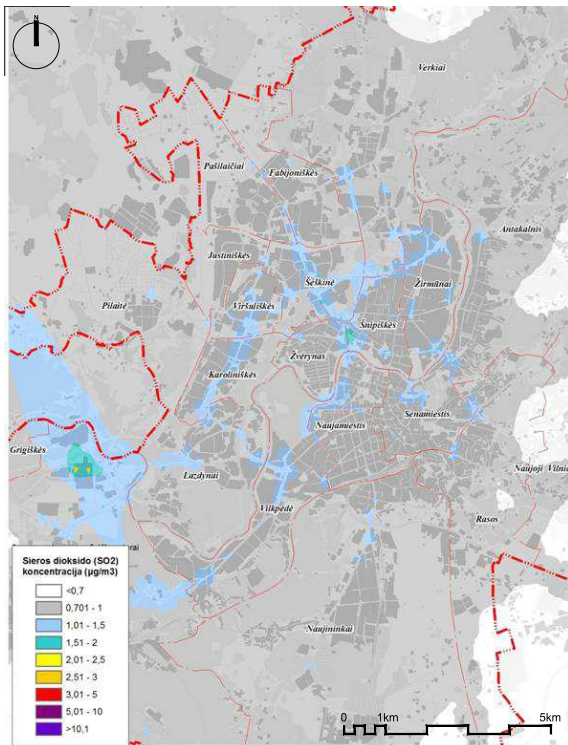 N
Verkiai
Pašilaičiai
Fabijoniškės
Antakalnis
Justiniškės
Šeškinė
Žirmūnai
Pilaitė
Viršuliškės
Šnipiškės
Žvėrynas
Karoliniškės
Senamiestis
Naujamiestis
Grigiškės
Lazdynai
Naujoji Vilnia
Vilkpėdė
Rasos
Naujininkai
Sieros dioksido (SO2)
koncentracija (µg/m3)
<0,7
0,701 - 1
1,01 - 1,5
1,51 - 2
2,01 - 2,5
2,51 - 3
3,01 - 5
5,01 - 10
>10,1
0 1km 5km